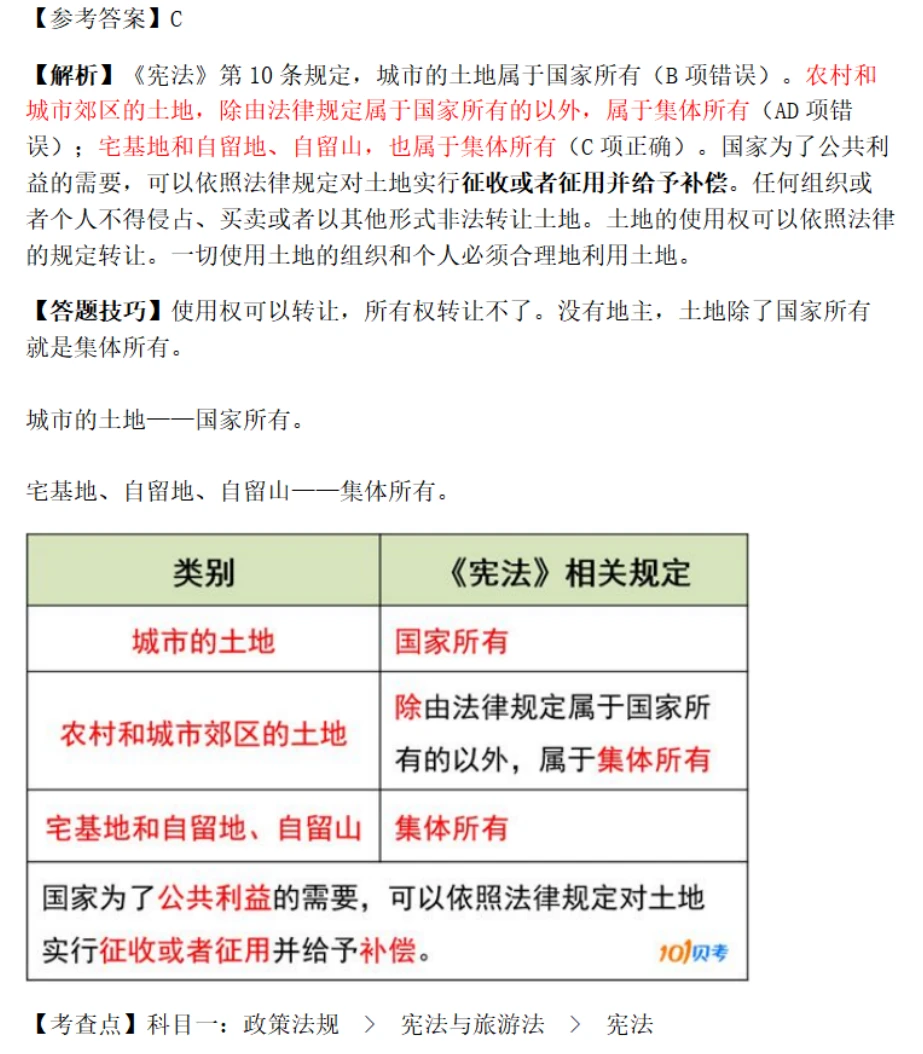 【参考答案】C
【解析】《宪法》第 10 条规定，城市的土地属于国家所有（B 项错误）。农村和
城市郊区的土地，除由法律规定属于国家所有的以外，属于集体所有（AD 项错
误）；宅基地和自留地、自留山，也属于集体所有（C 项正确）。国家为了公共利
益的需要，可以依照法律规定对土地实行征收或者征用并给予补偿。任何组织或
者个人不得侵占、买卖或者以其他形式非法转让土地。土地的使用权可以依照法律
的规定转让。一切使用土地的组织和个人必须合理地利用土地。
【答题技巧】使用权可以转让，所有权转让不了。没有地主，土地除了国家所有
就是集体所有。
城市的土地——国家所有。
宅基地、自留地、自留山——集体所有。
类别 《宪法》相关规定
城市的土地 国家所有
农村和城市郊区的土地 除由法律规定属于国家所
有的以外，属于集体所有
宅基地和自留地、自留山 集体所有
国家为了公共利益的需要，可以依照法律规定对土地
实行征收或者征用并给予补偿。
101贝考
【考查点】科目一：政策法规 > 宪法与旅游法 > 宪法